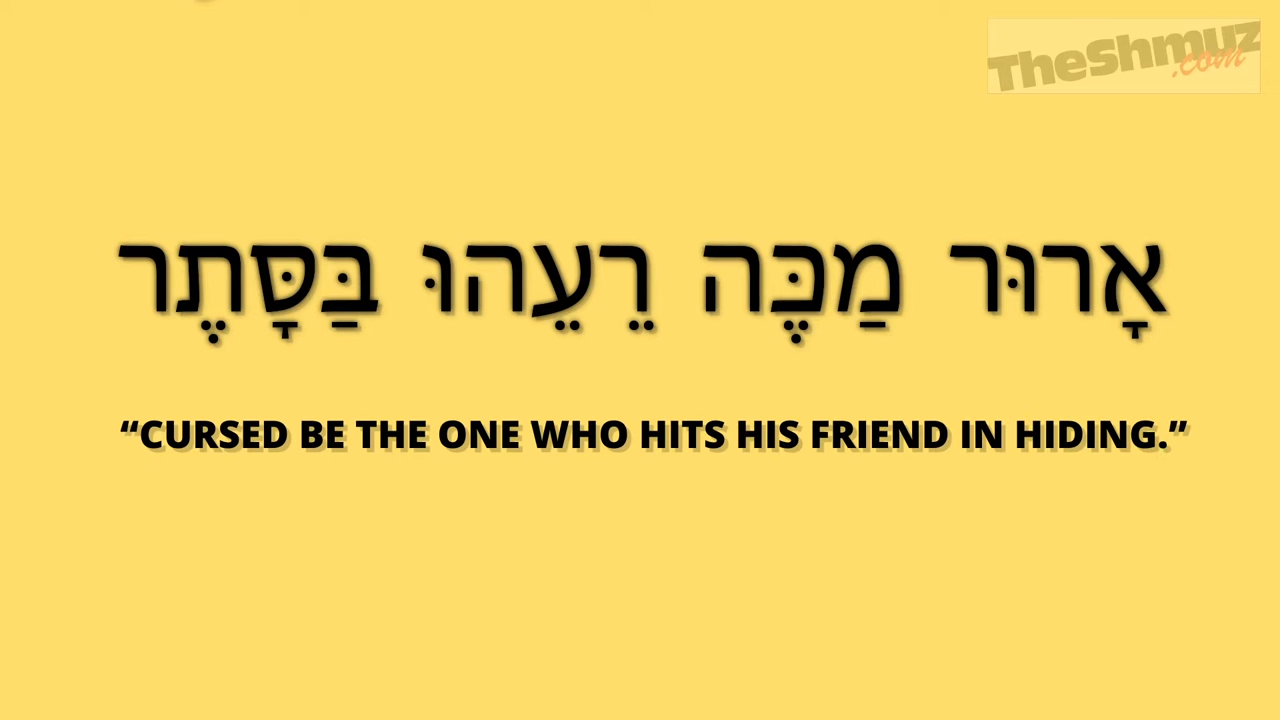 TheShmuz
.com
אָרוּר מַכֶּה רֵעֵהוּ בַּסָּתֶר
“CURSED BE THE ONE WHO HITS HIS FRIEND IN HIDING.”